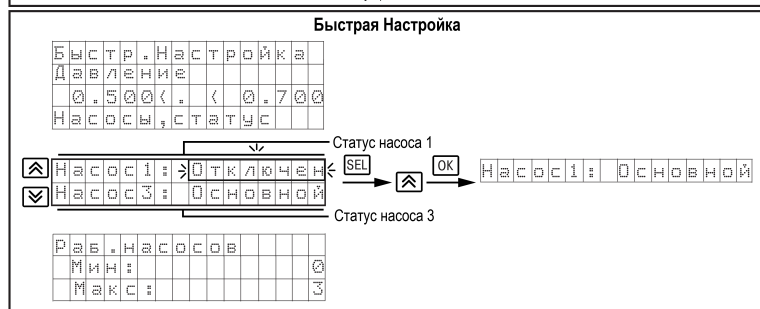 Быстрая Настройка
Быстр.Настройка
Давление
0.500<. < 0.700
Насосы,статус
Статус насоса 1
Насос1: Отключен SEL OK Насос1: Основной
Насос3: Основной
Статус насоса 3
Раб.насосов
Мин: 0
Макс: 3